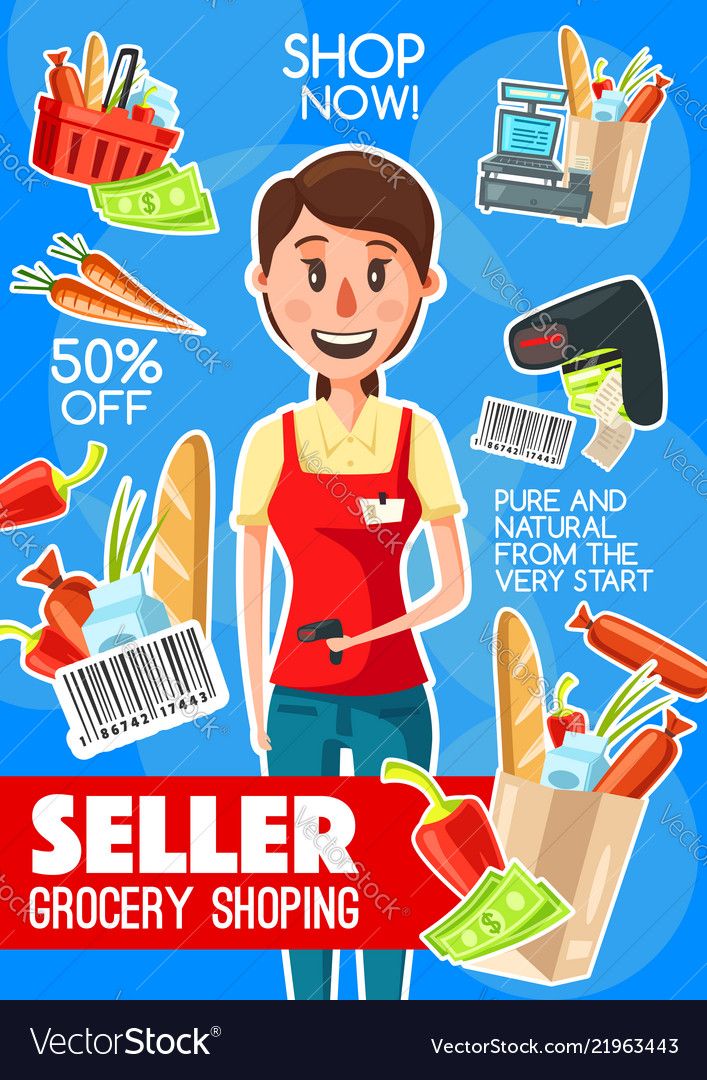 SHOP
NOW!
50%
OFF
1 86742 17443
PURE AND
NATURAL
FROM THE
VERY START
1 86742 17443
SELLER
GROCERY SHOPING
VectorStock®
VectorStock.com/21963443